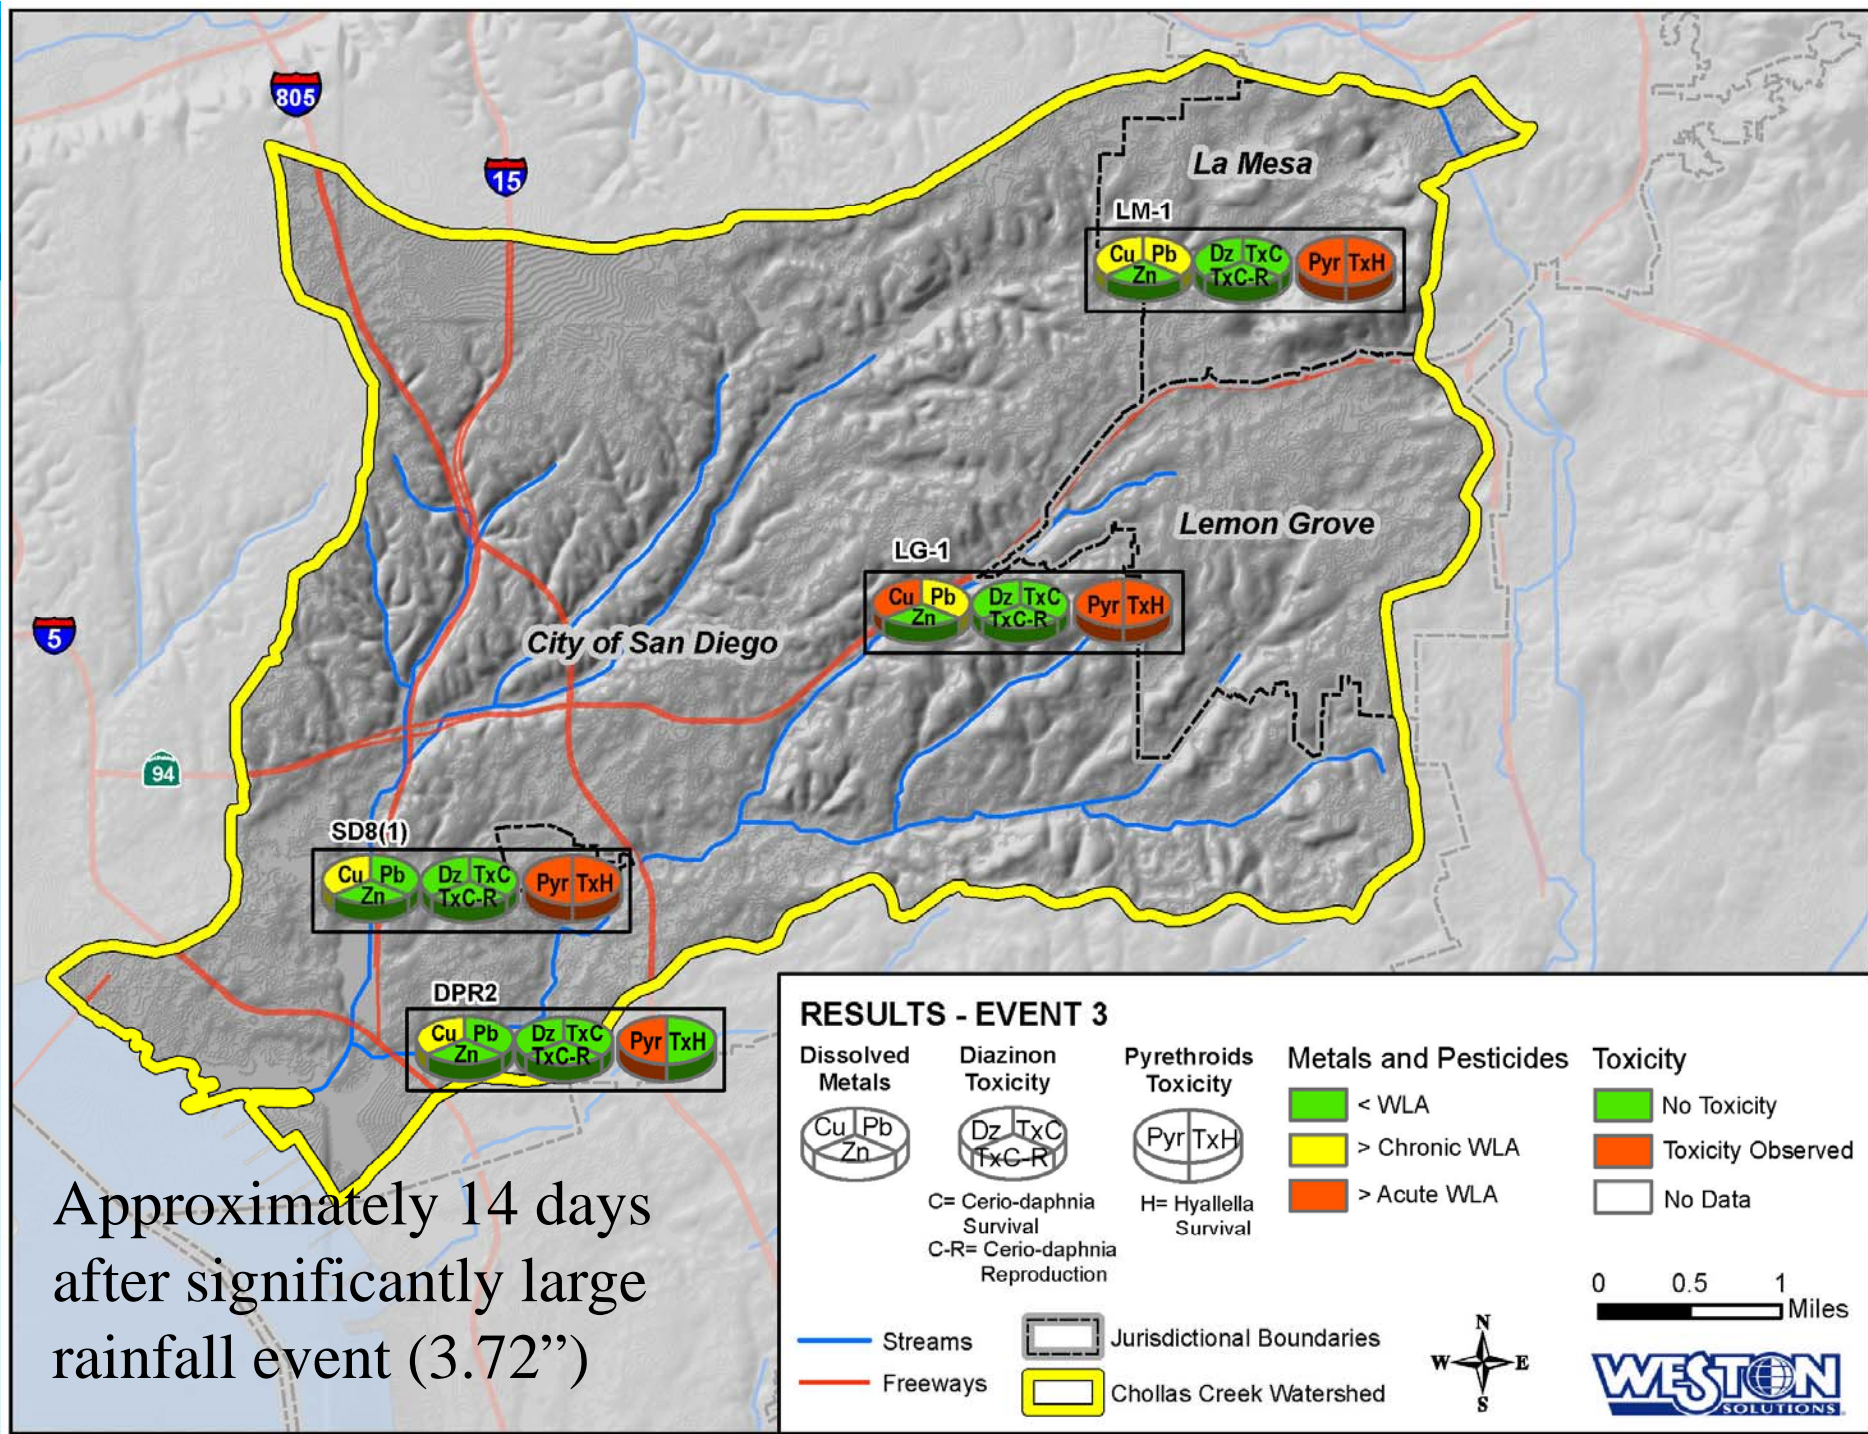 805
15
La Mesa
LM-1
Cu Pb Zn
Dz TxC TxC-R
Pyr TxH
Lemon Grove
LG-1
Cu Pb Zn
Dz TxC TxC-R
Pyr TxH
City of San Diego
5
94
SD8(1)
Cu Pb Zn
Dz TxC TxC-R
Pyr TxH
DPR2
Cu Pb Zn
Dz TxC TxC-R
Pyr TxH
Approximately 14 days
after significantly large
rainfall event (3.72”)
RESULTS - EVENT 3
Dissolved
Metals
Cu Pb
Zn
Diazinon
Toxicity
Dz TxC
TxC-R
C= Cerio-daphnia
Survival
C-R= Cerio-daphnia
Reproduction
Pyrethroids
Toxicity
Pyr TxH
H= Hyallella
Survival
Metals and Pesticides
< WLA
> Chronic WLA
> Acute WLA
Toxicity
No Toxicity
Toxicity Observed
No Data
Streams
Freeways
Jurisdictional Boundaries
Chollas Creek Watershed
N
W E
S
0 0.5 1
Miles
WESTON
SOLUTIONS